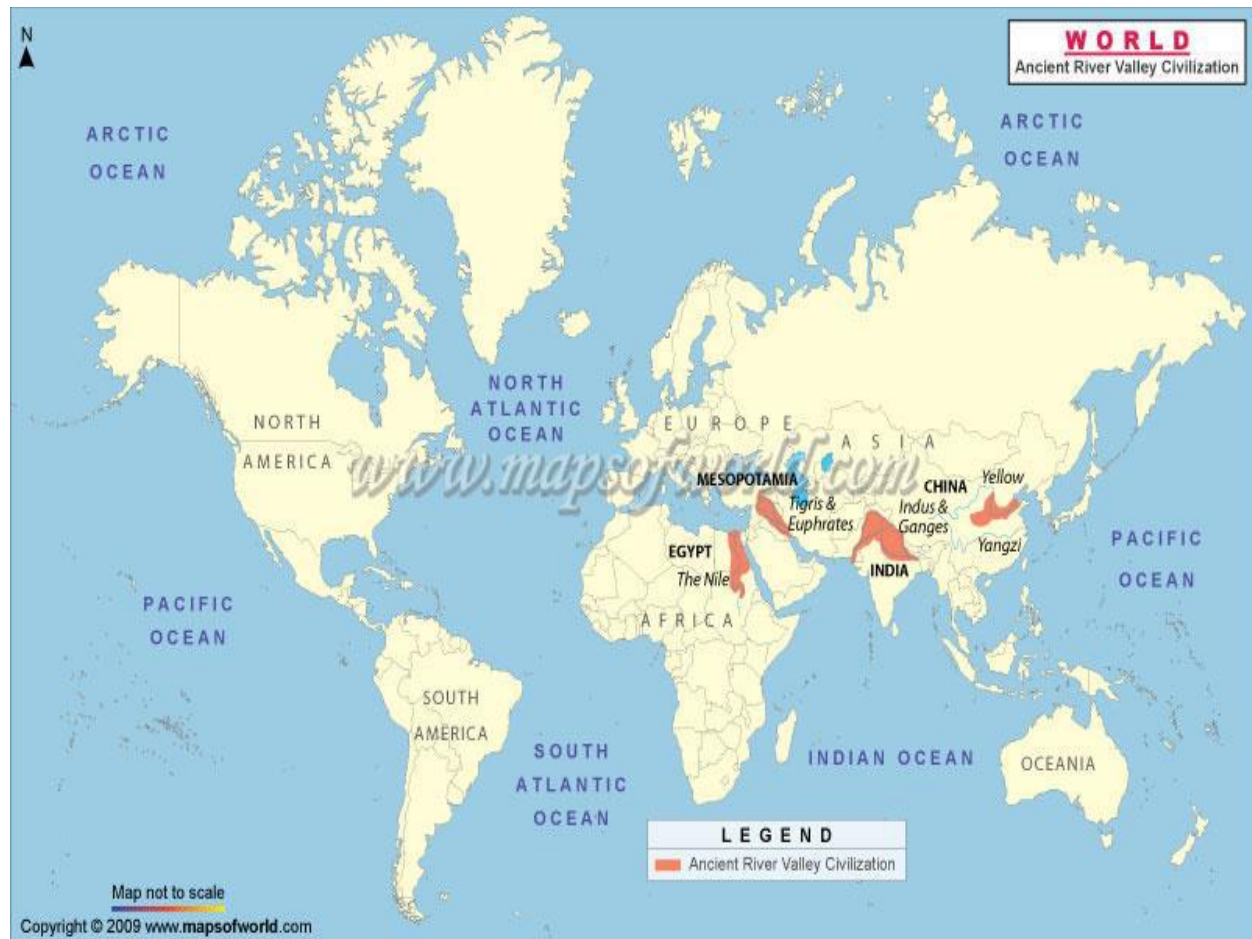 N
WORLD
Ancient River Valley Civilization
ARCTIC
OCEAN
ARCTIC
OCEAN
NORTH
ATLANTIC
OCEAN
NORTH
AMERICA
EUROPE
ASIA
www.mapsofworld.com
MESOPOTAMIA
Tigris &
Euphrates
CHINA
Yellow
Indus &
Ganges
Yangzi
EGYPT
The Nile
INDIA
AFRICA
PACIFIC
OCEAN
PACIFIC
OCEAN
SOUTH
AMERICA
SOUTH
ATLANTIC
OCEAN
INDIAN OCEAN
OCEANIA
LEGEND
Ancient River Valley Civilization
Map not to scale
Copyright © 2009 www.mapsofworld.com